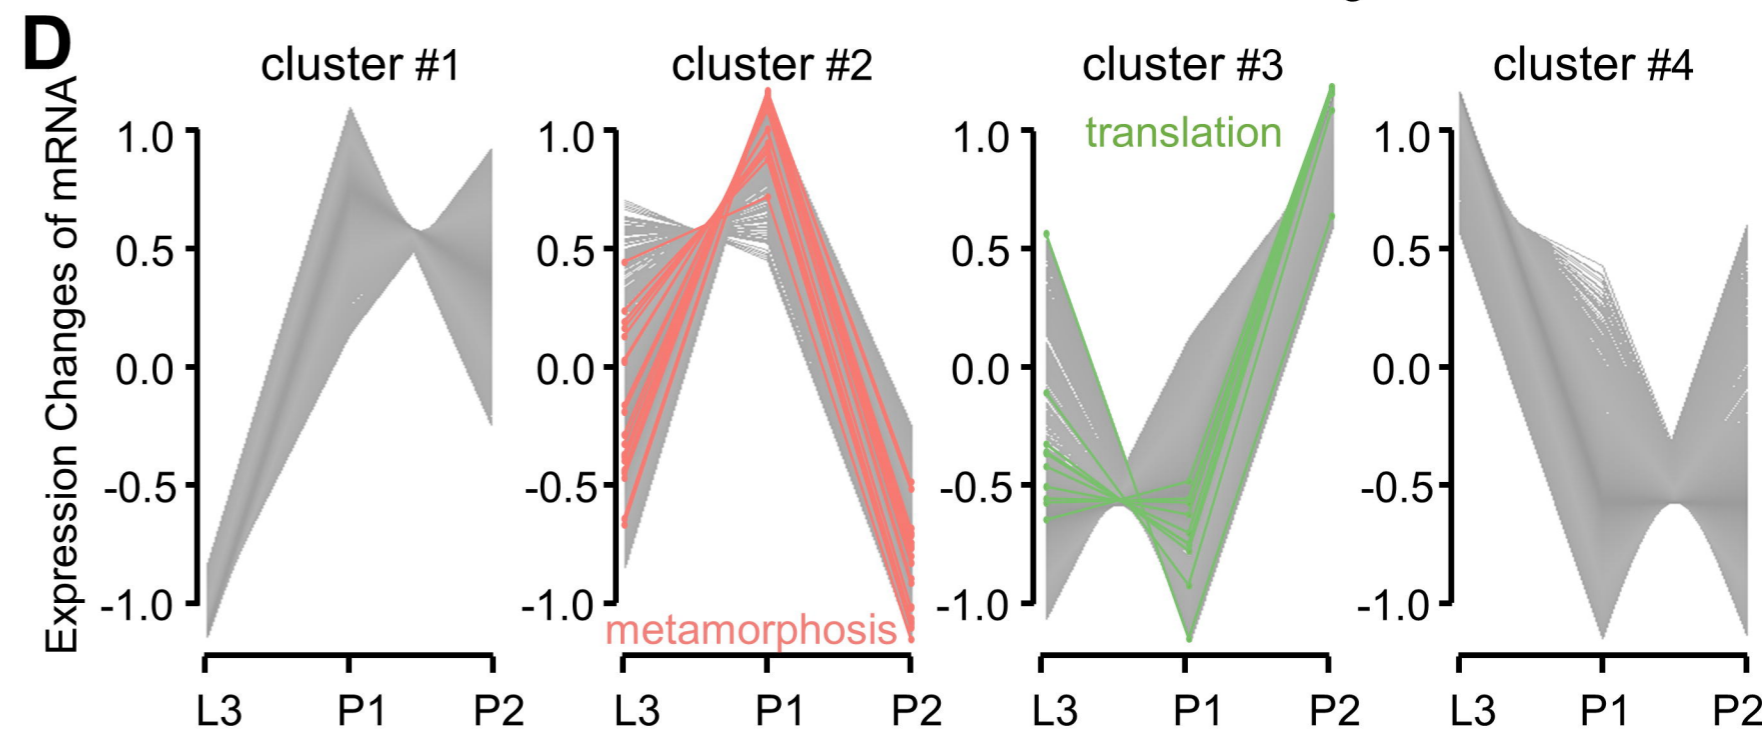 D
cluster #1
cluster #2
cluster #3
cluster #4
Expression Changes of mRNA
1.0
0.5
0.0
-0.5
-1.0
L3 P1 P2
1.0
0.5
0.0
-0.5
-1.0
metamorphosis
L3 P1 P2
1.0
0.5
0.0
-0.5
-1.0
translation
L3 P1 P2
1.0
0.5
0.0
-0.5
-1.0
L3 P1 P2